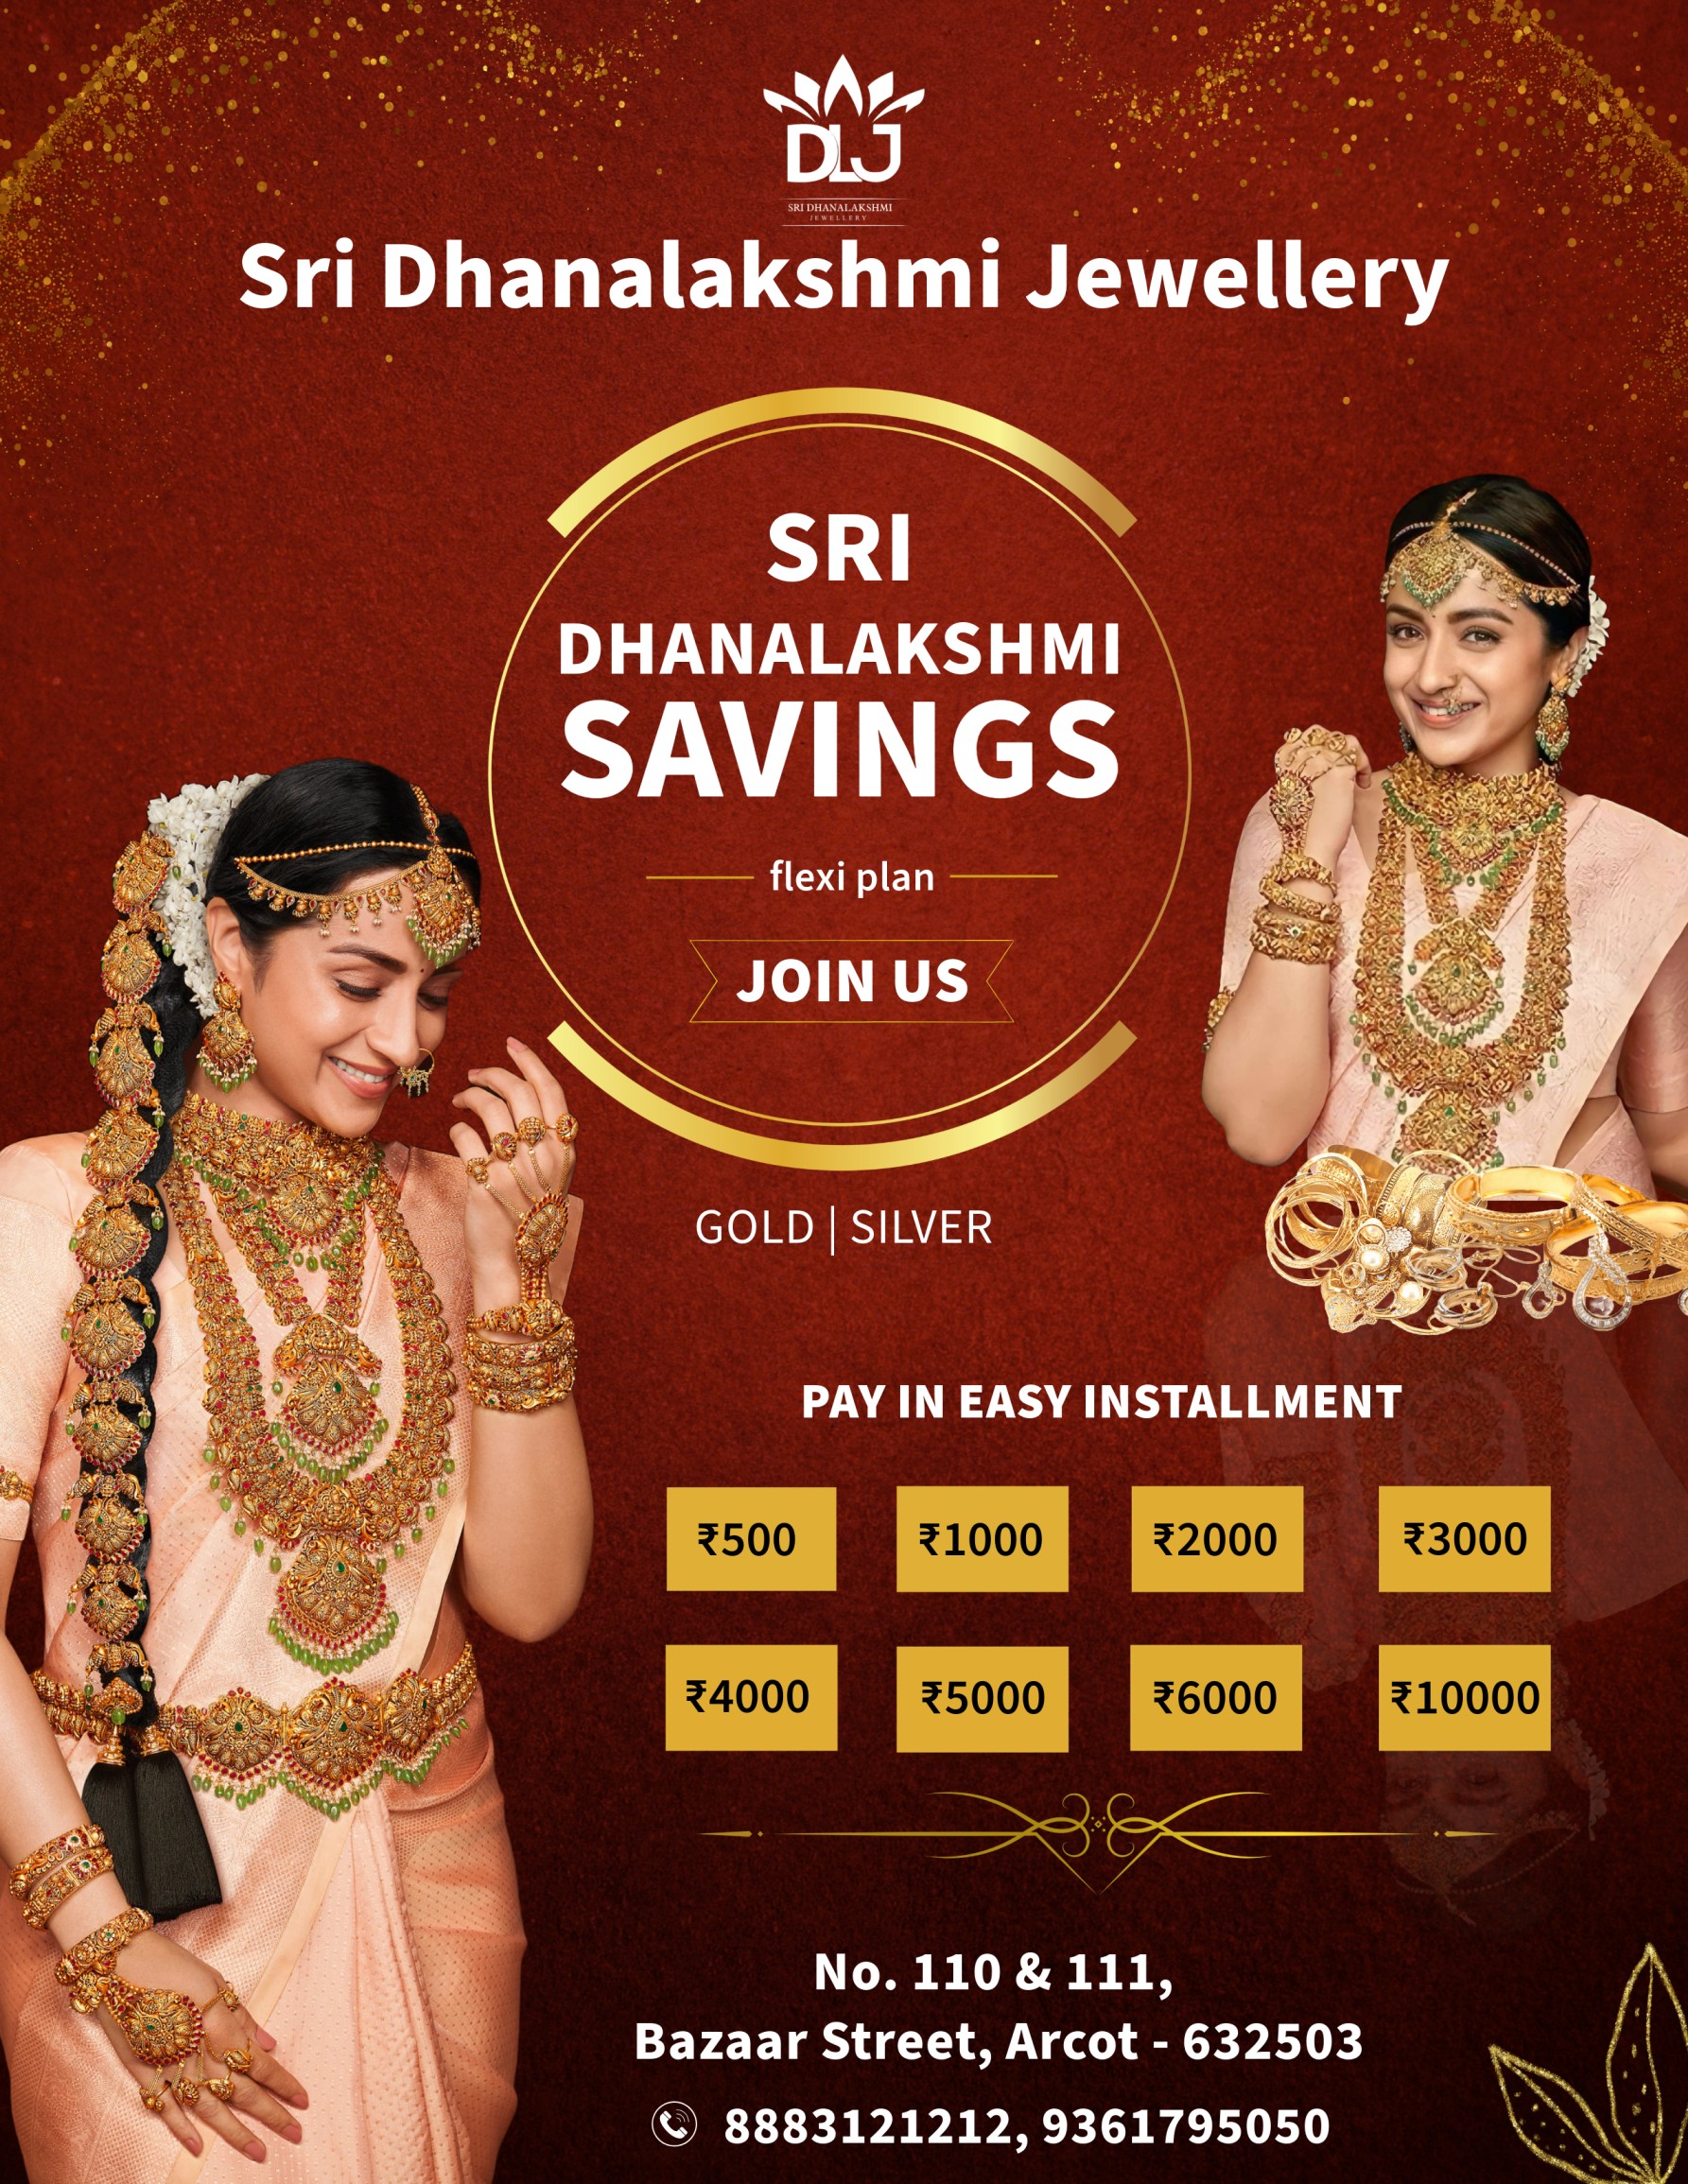 DLJ
SRI DHANALAKSHMI
JEWELLERY
Sri Dhanalakshmi Jewellery
SRI
DHANALAKSHMI
SAVINGS
flexi plan
JOIN US
GOLD | SILVER
PAY IN EASY INSTALLMENT
₹500 ₹1000 ₹2000 ₹3000
₹4000 ₹5000 ₹6000 ₹10000
No. 110 & 111,
Bazaar Street, Arcot - 632503
8883121212, 9361795050